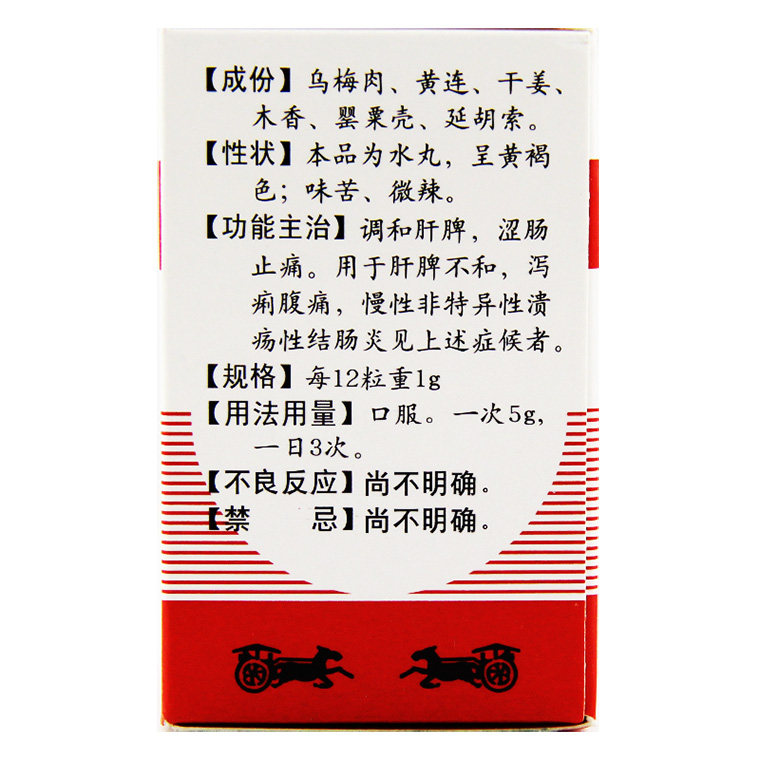 【成份】乌梅肉、黄连、干姜、
木香、罂粟壳、延胡索。
【性状】本品为水丸，呈黄褐
色；味苦、微辣。
【功能主治】调和肝脾，涩肠
止痛。用于肝脾不和，泻
痢腹痛，慢性非特异性溃
疡性结肠炎见上述症候者。
【规格】每12粒重1g
【用法用量】口服。一次5g,
一日3次。
【不良反应】尚不明确。
【禁　　忌】尚不明确。